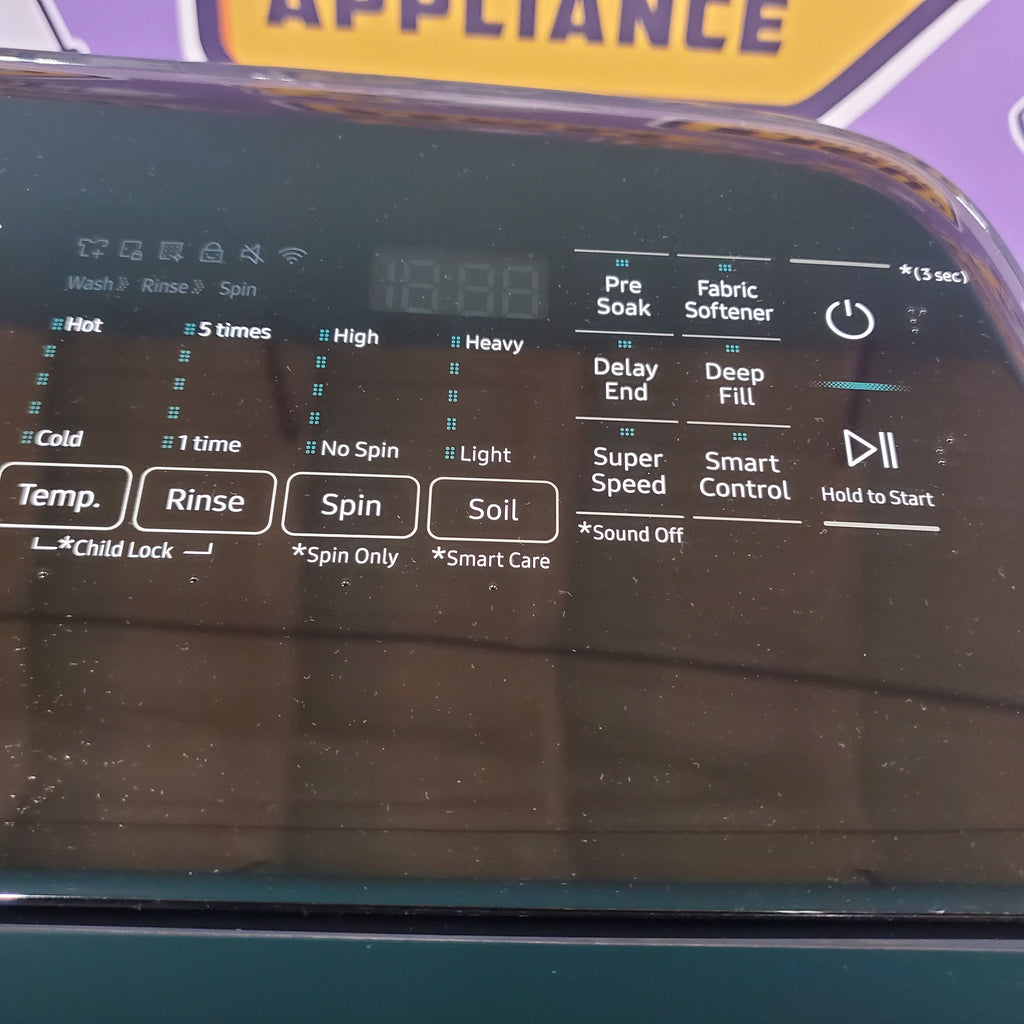 APPLIANCE
*(3 sec)
Wash Rinse Spin
18:88
Pre
Soak
Fabric
Softener
Hot
5 times
High
Heavy
Delay
End
Deep
Fill
Cold
1 time
No Spin
Light
Super
Speed
Smart
Control
Hold to Start
Temp.
Rinse
Spin
Soil
*Child Lock
*Spin Only
*Smart Care
*Sound Off